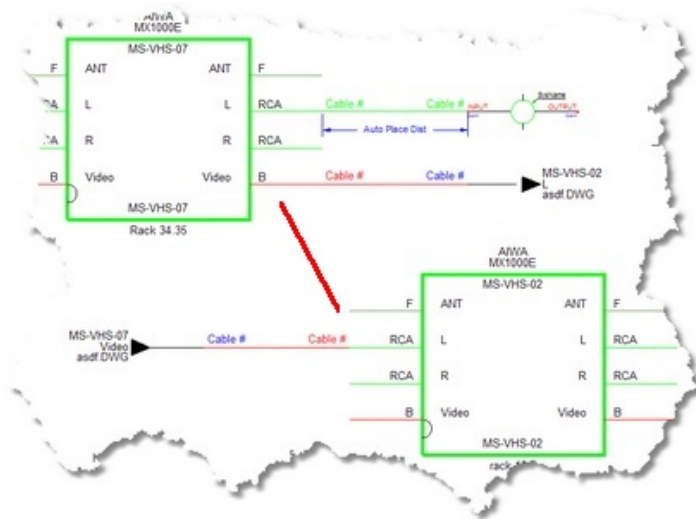 AIWA
MX1000E
MS-VHS-07
F ANT ANT F
L L RCA Cable # Cable # INPUT OUTPUT
R R RCA Auto Place Dist
B Video Video B Cable # Cable # MS-VHS-02
L
asdf.DWG
MS-VHS-07
Rack 34.35
AIWA
MX1000E
MS-VHS-02
F ANT ANT F
MS-VHS-07
Video
asdf.DWG
Cable # Cable # RCA L L RCA
RCA R R RCA
B Video Video B
MS-VHS-02